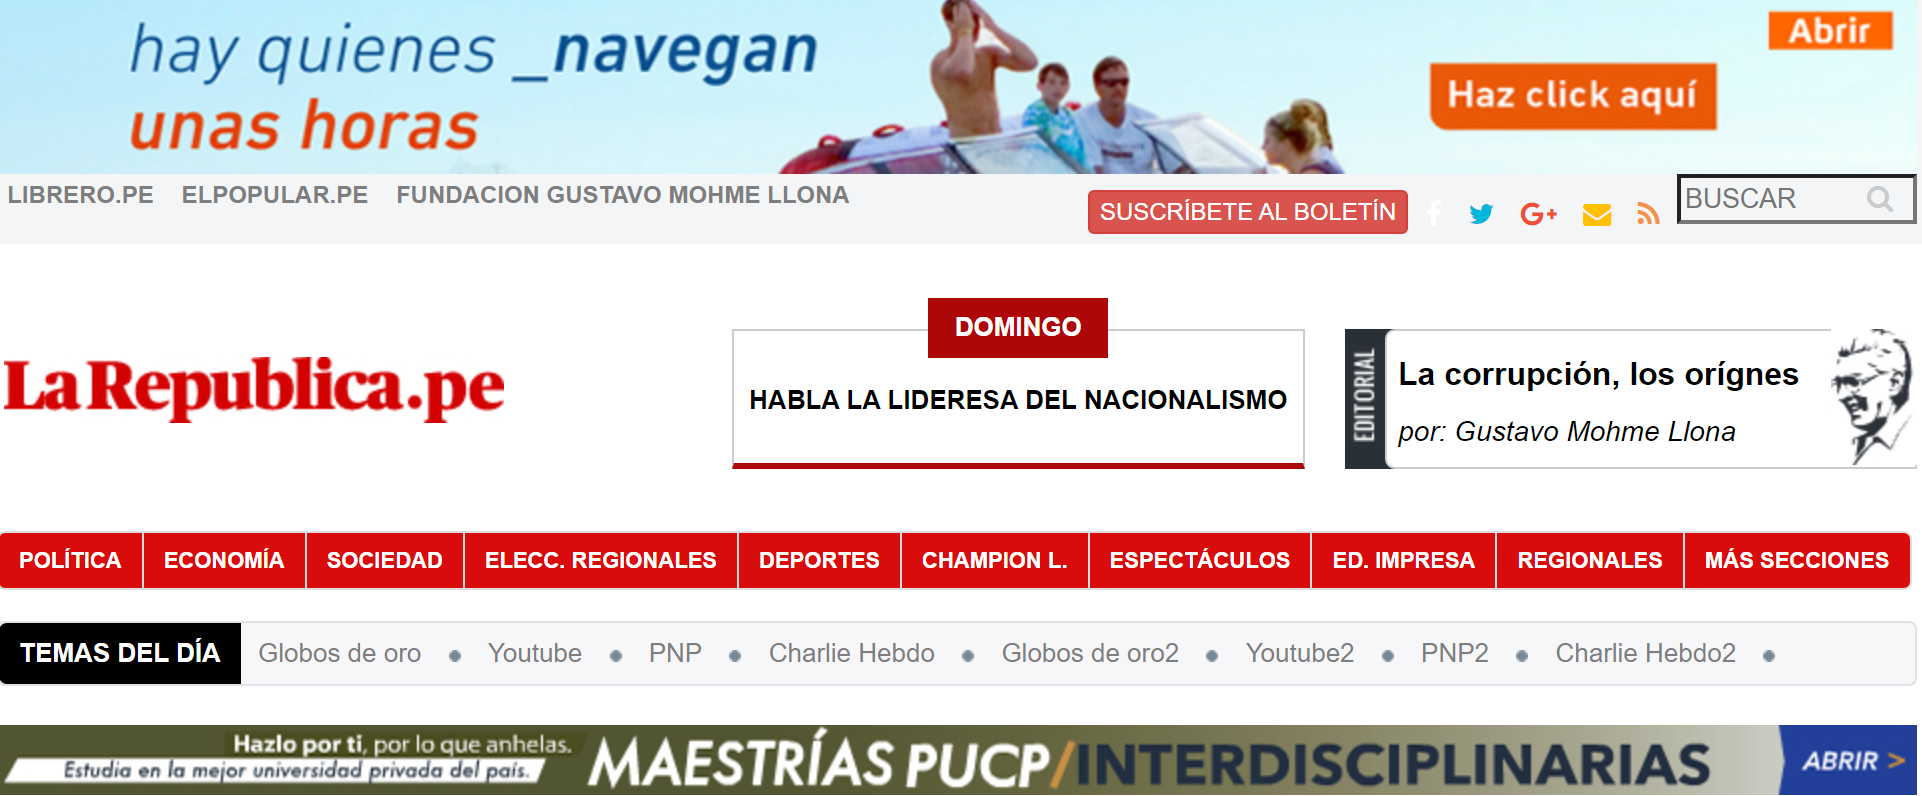 hay quienes _navegan
unas horas
Abrir
Haz click aquí
LIBRERO.PE ELPOPULAR.PE FUNDACION GUSTAVO MOHME LLONA
SUSCRÍBETE AL BOLETÍN
BUSCAR
LaRepublica.pe
DOMINGO
HABLA LA LIDERESA DEL NACIONALISMO
EDITORIAL
La corrupción, los orígnes
por: Gustavo Mohme Llona
POLÍTICA ECONOMÍA SOCIEDAD ELECC. REGIONALES DEPORTES CHAMPION L. ESPECTÁCULOS ED. IMPRESA REGIONALES MÁS SECCIONES
TEMAS DEL DÍA Globos de oro Youtube PNP Charlie Hebdo Globos de oro2 Youtube2 PNP2 Charlie Hebdo2
Hazlo por ti, por lo que anhelas.
Estudia en la mejor universidad privada del país.
MAESTRÍAS PUCP/INTERDISCIPLINARIAS
ABRIR >